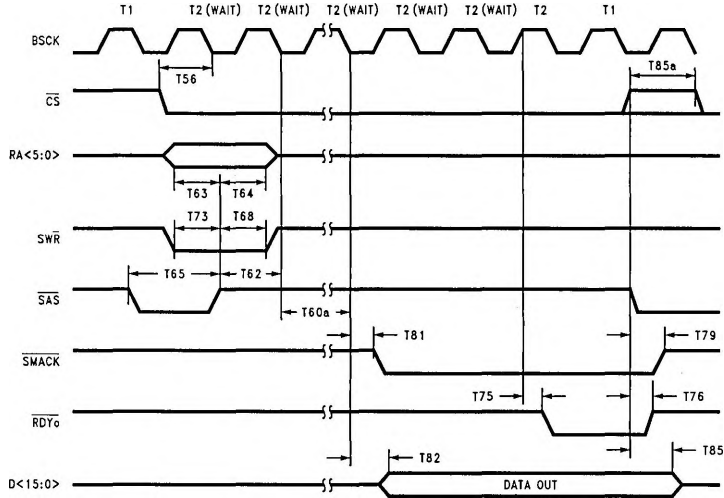 T1 T2 (WAIT) T2 (WAIT) T2 (WAIT) T2 (WAIT) T2 (WAIT) T2 T1
BSCK
T56
T85a
CS
RA<5:0>
T63 T64
T73 T68
SWR
T65 T62
SAS
T60a
T81 T79
SMACK
T75 T76
RDYo
T82 T85
D<15:0> DATA OUT